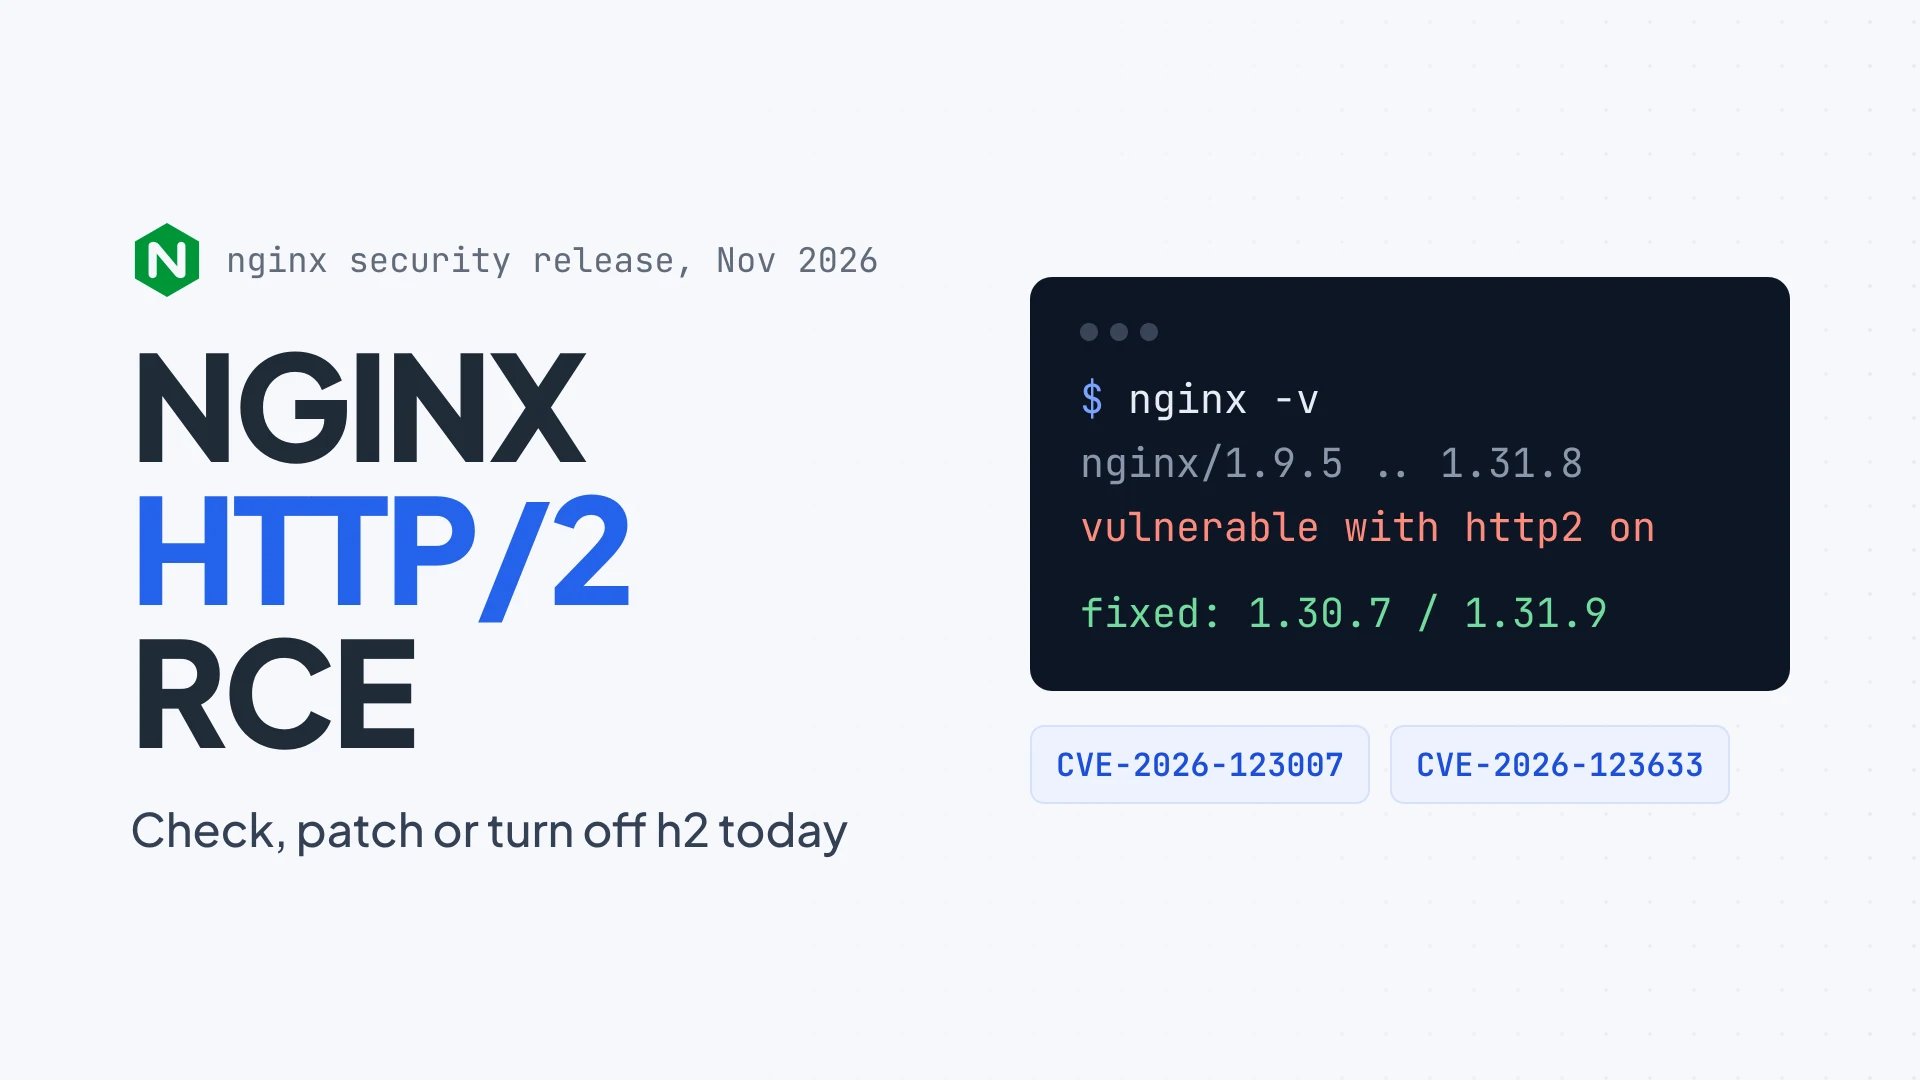 nginx security release, Nov 2026
NGINX
HTTP/2
RCE
Check, patch or turn off h2 today
$ nginx -v
nginx/1.9.5 .. 1.31.8
vulnerable with http2 on
fixed: 1.30.7 / 1.31.9
CVE-2026-123007
CVE-2026-123633